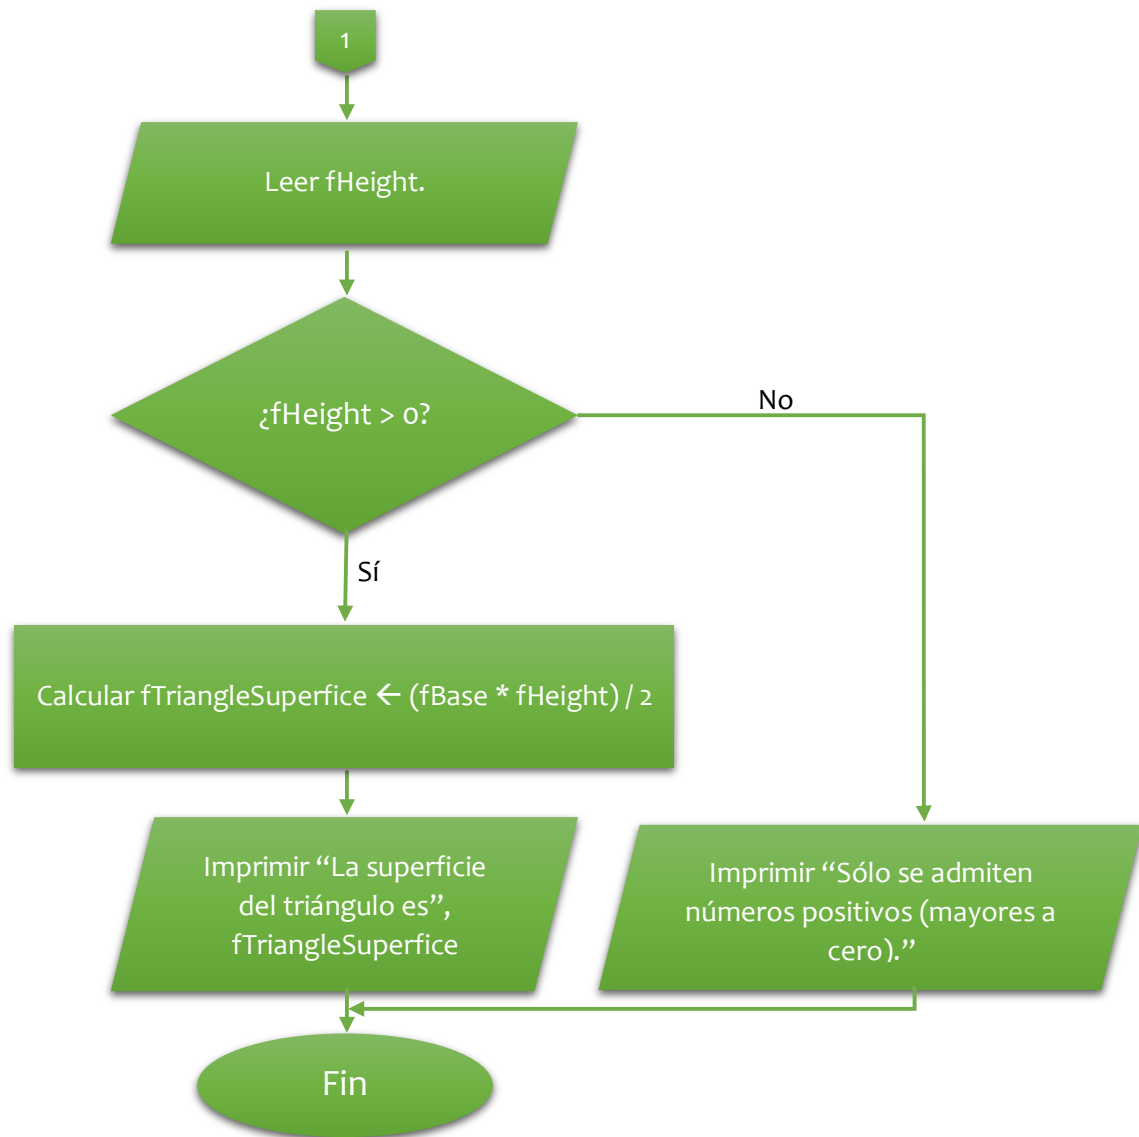 1
Leer fHeight.
¿fHeight > 0?
No
Sí
Calcular fTriangleSuperfice ← (fBase * fHeight) / 2
Imprimir “La superficie
del triángulo es”,
fTriangleSuperfice
Imprimir “Sólo se admiten
números positivos (mayores a
cero).”
Fin